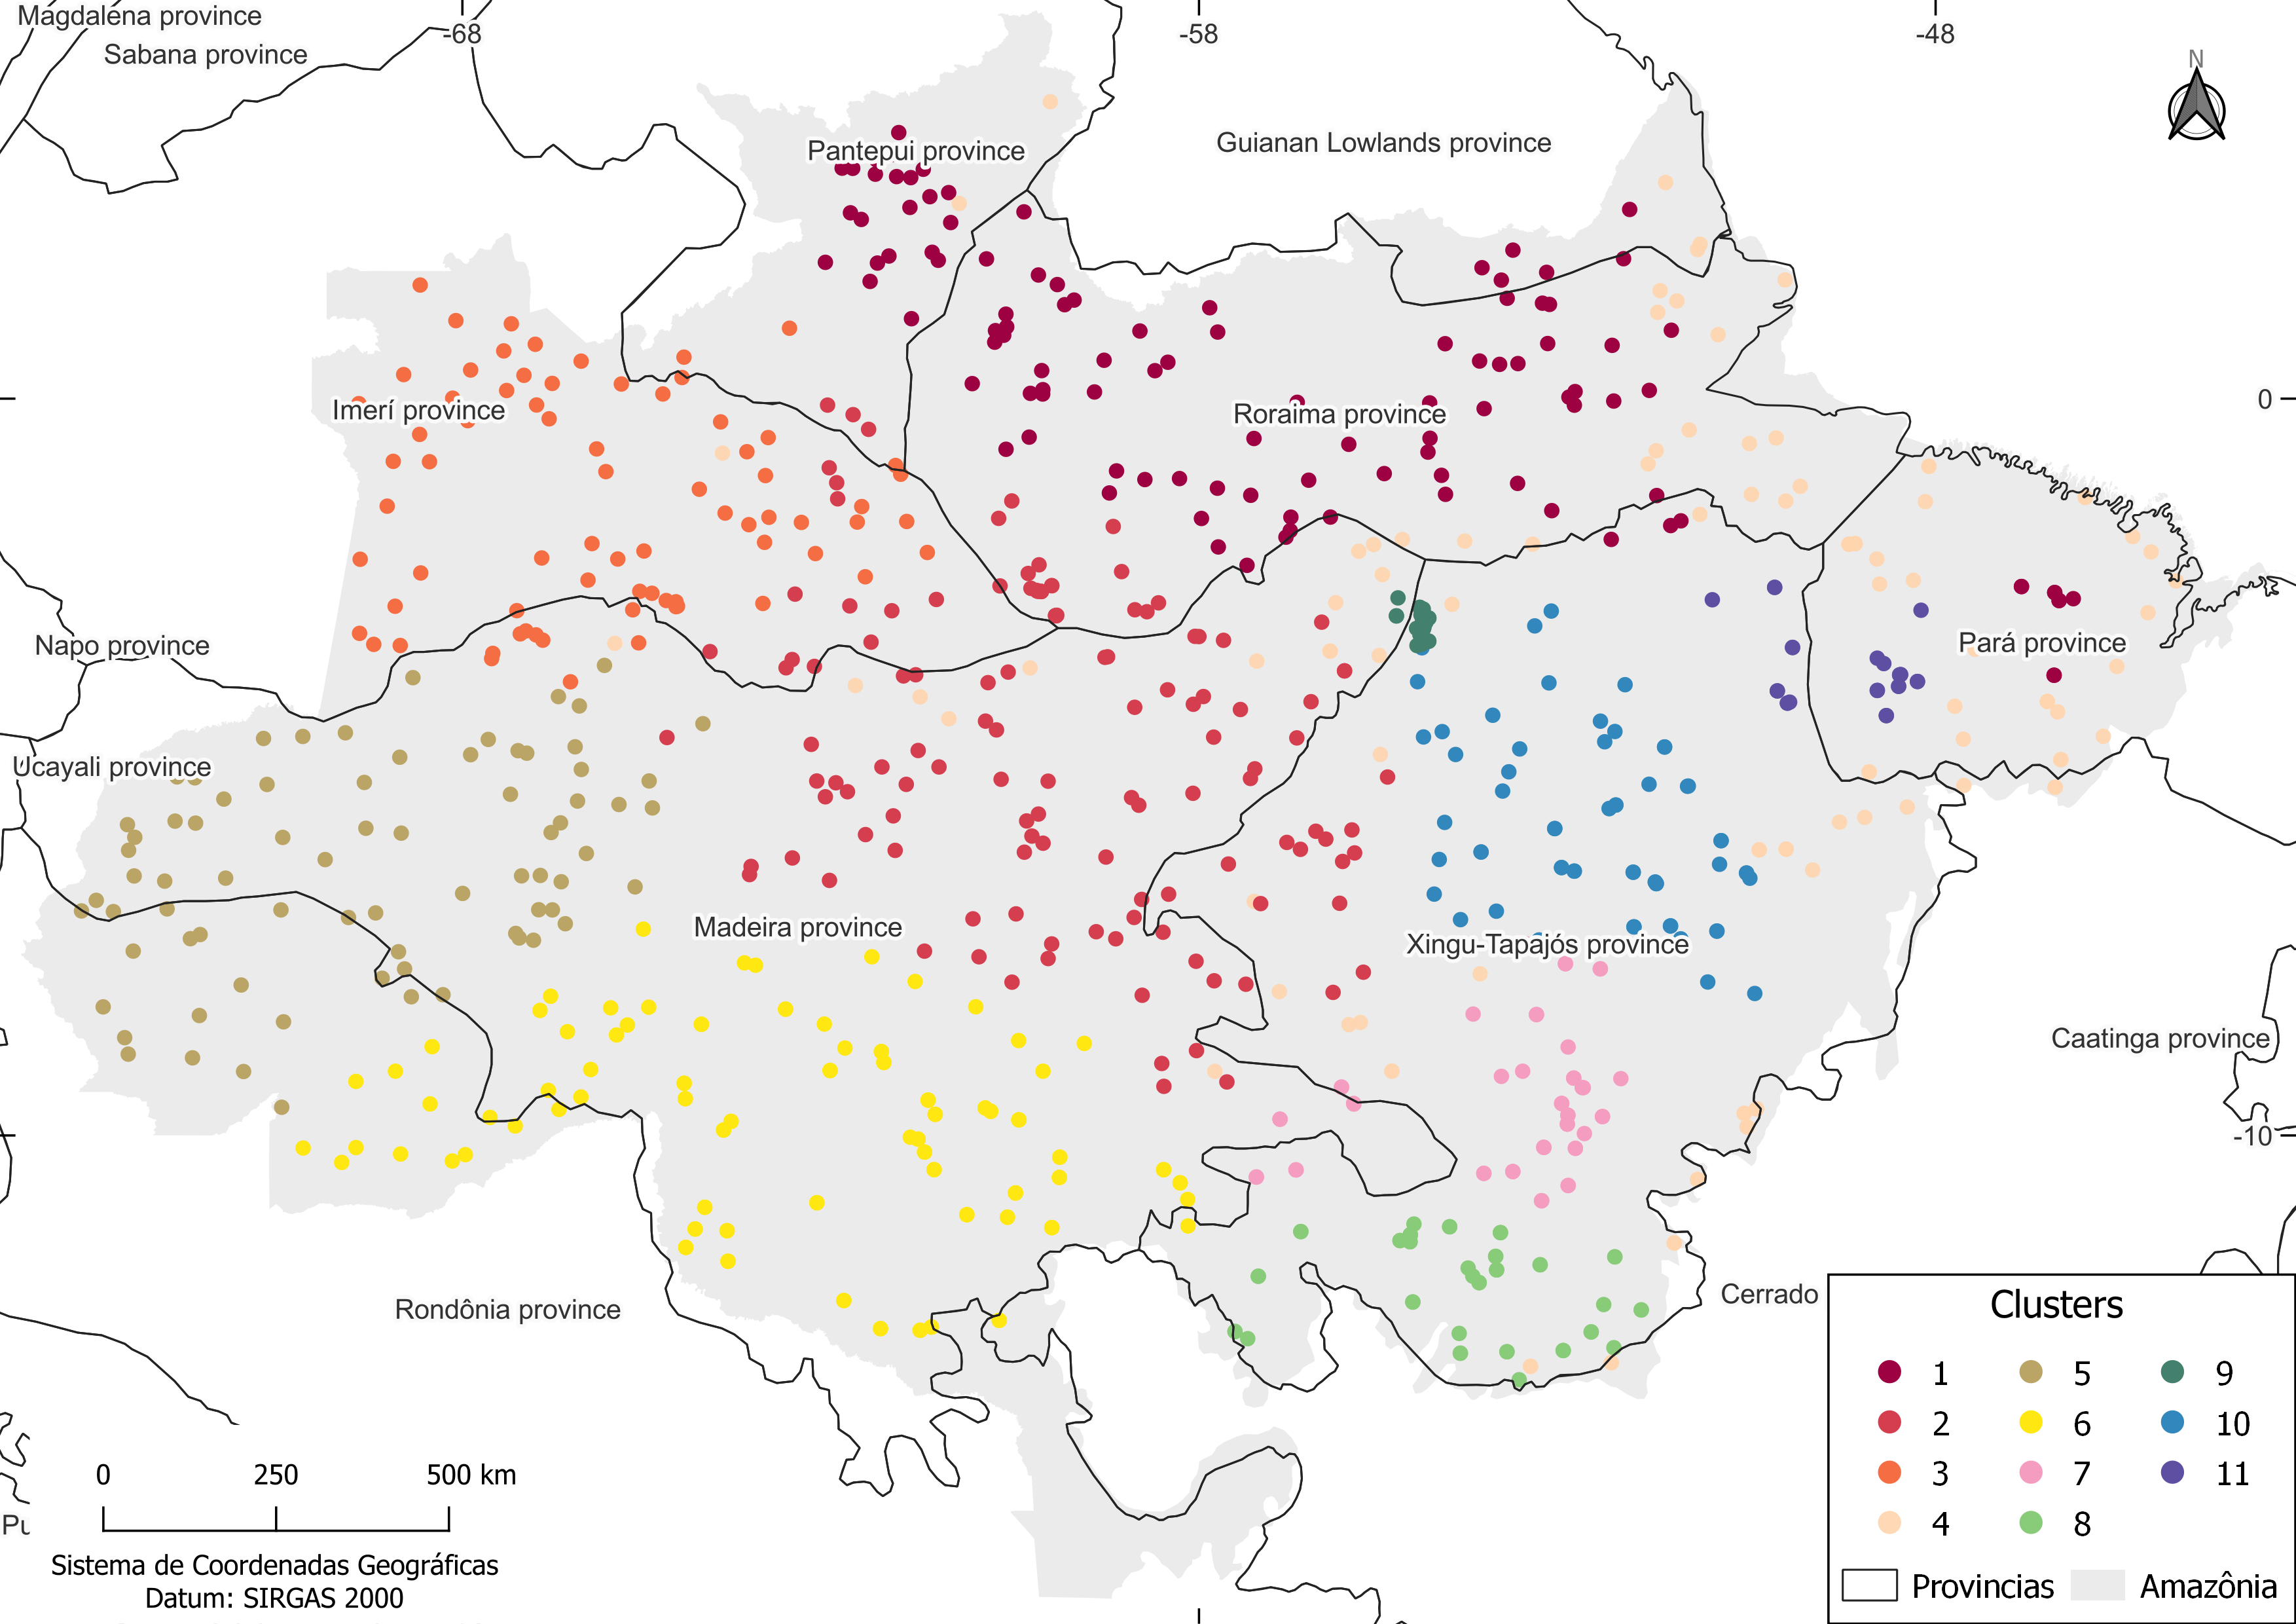 Magdalena province
Sabana province
-68
-58
-48
N
Pantepui province
Guianan Lowlands province
Imerí province
Roraima province
0
Napo province
Pará province
Ucayali province
Madeira province
Xingu-Tapajós province
Caatinga province
-10
Rondônia province
Cerrado
Clusters
1 5 9
2 6 10
3 7 11
4 8
Provincias Amazônia
0 250 500 km
Pu
Sistema de Coordenadas Geográficas
Datum: SIRGAS 2000